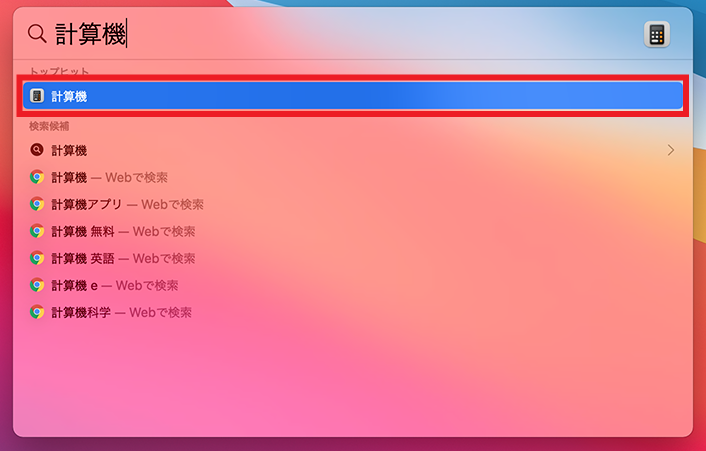 計算機
トップヒット
計算機
検索候補
計算機
計算機 — Webで検索
計算機アプリ — Webで検索
計算機 無料 — Webで検索
計算機 英語 — Webで検索
計算機 e — Webで検索
計算機科学 — Webで検索